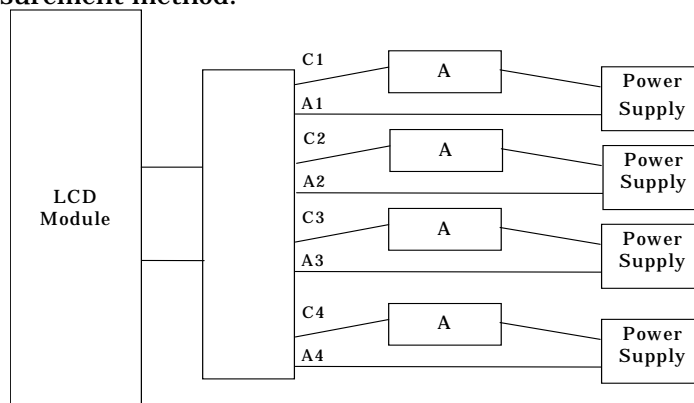 surement method.
C1
A
Power
Supply
A1
C2
A
Power
Supply
A2
LCD
Module
C3
A
Power
Supply
A3
C4
A
Power
Supply
A4